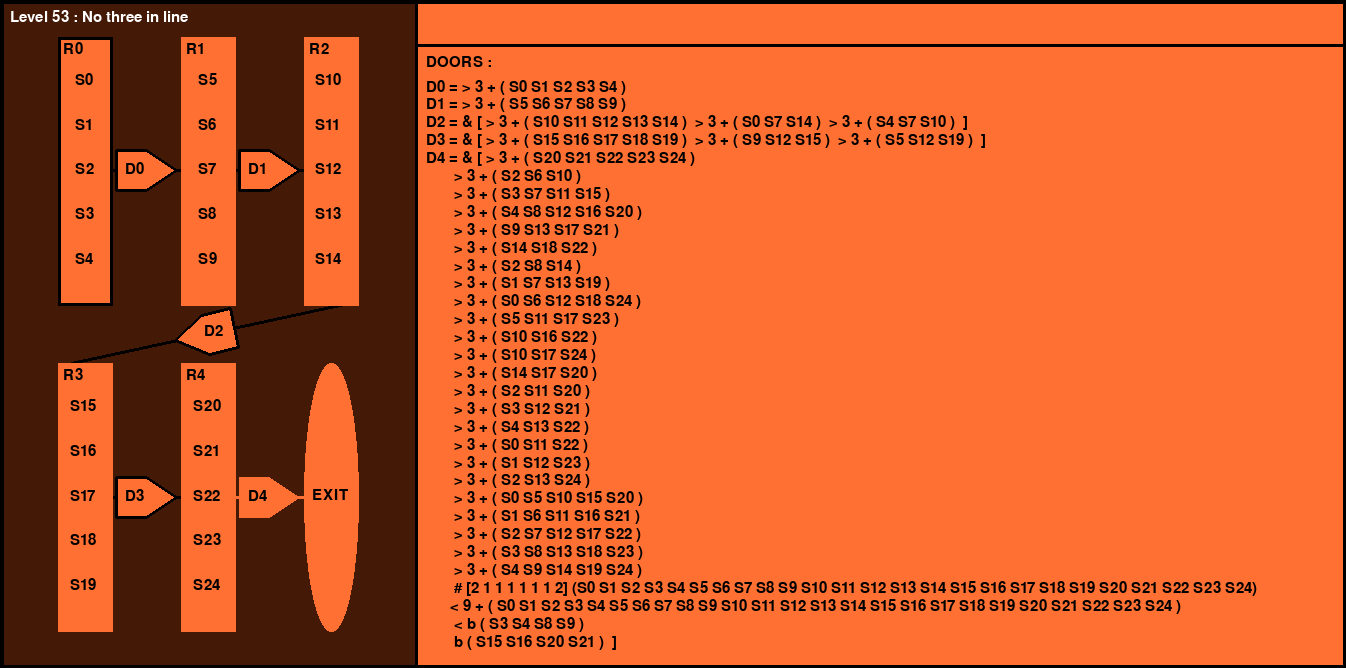 Level 53 : No three in line
R0 R1 R2
S0 S5 S10
S1 S6 S11
S2 D0 S7 D1 S12
S3 S8 S13
S4 S9 S14
D2
R3 R4
S15 S20
S16 S21
S17 D3 S22 D4 EXIT
S18 S23
S19 S24
DOORS :
D0 = > 3 + ( S0 S1 S2 S3 S4 )
D1 = > 3 + ( S5 S6 S7 S8 S9 )
D2 = & [ > 3 + ( S10 S11 S12 S13 S14 ) > 3 + ( S0 S7 S14 ) > 3 + ( S4 S7 S10 ) ]
D3 = & [ > 3 + ( S15 S16 S17 S18 S19 ) > 3 + ( S9 S12 S15 ) > 3 + ( S5 S12 S19 ) ]
D4 = & [ > 3 + ( S20 S21 S22 S23 S24 )
> 3 + ( S2 S6 S10 )
> 3 + ( S3 S7 S11 S15 )
> 3 + ( S4 S8 S12 S16 S20 )
> 3 + ( S9 S13 S17 S21 )
> 3 + ( S14 S18 S22 )
> 3 + ( S2 S8 S14 )
> 3 + ( S1 S7 S13 S19 )
> 3 + ( S0 S6 S12 S18 S24 )
> 3 + ( S5 S11 S17 S23 )
> 3 + ( S10 S16 S22 )
> 3 + ( S10 S17 S24 )
> 3 + ( S14 S17 S20 )
> 3 + ( S2 S11 S20 )
> 3 + ( S3 S12 S21 )
> 3 + ( S4 S13 S22 )
> 3 + ( S0 S11 S22 )
> 3 + ( S1 S12 S23 )
> 3 + ( S2 S13 S24 )
> 3 + ( S0 S5 S10 S15 S20 )
> 3 + ( S1 S6 S11 S16 S21 )
> 3 + ( S2 S7 S12 S17 S22 )
> 3 + ( S3 S8 S13 S18 S23 )
> 3 + ( S4 S9 S14 S19 S24 )
# [2 1 1 1 1 1 1 2] (S0 S1 S2 S3 S4 S5 S6 S7 S8 S9 S10 S11 S12 S13 S14 S15 S16 S17 S18 S19 S20 S21 S22 S23 S24)
< 9 + ( S0 S1 S2 S3 S4 S5 S6 S7 S8 S9 S10 S11 S12 S13 S14 S15 S16 S17 S18 S19 S20 S21 S22 S23 S24 )
< b ( S3 S4 S8 S9 )
b ( S15 S16 S20 S21 ) ]